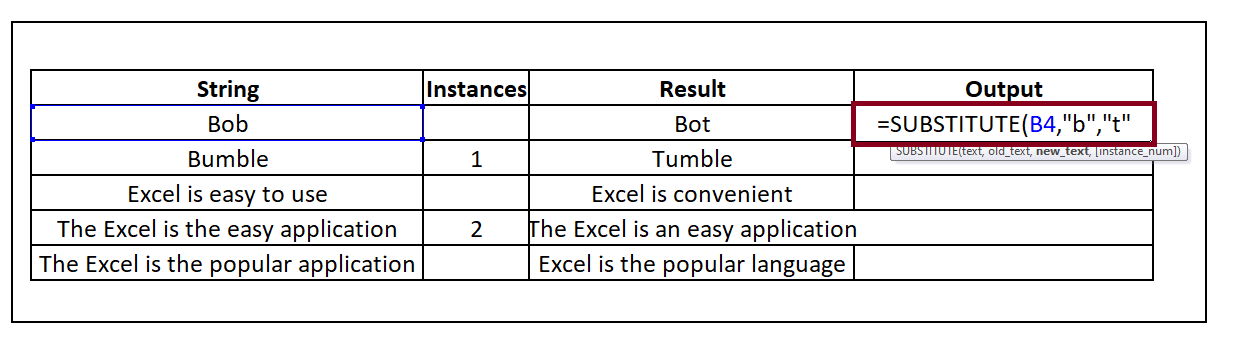 String Instances Result Output
Bob Bot =SUBSTITUTE(B4,"b","t"
SUBSTITUTE(text, old_text, new_text, [instance_num])
Bumble 1 Tumble
Excel is easy to use Excel is convenient
The Excel is the easy application 2 The Excel is an easy application
The Excel is the popular application Excel is the popular language